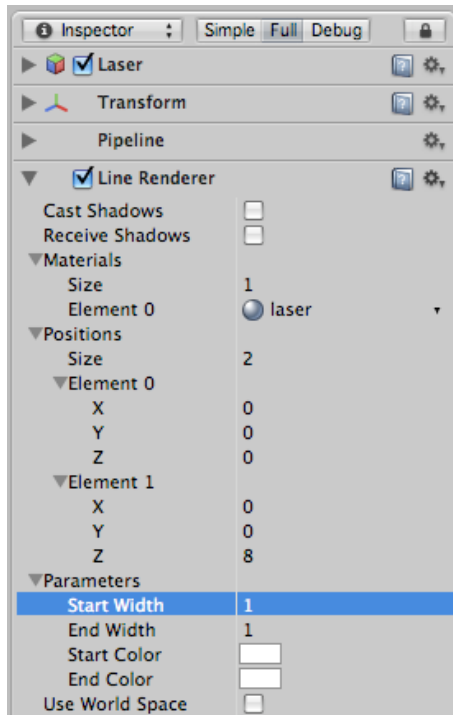 Inspector Simple Full Debug
Laser
Transform
Pipeline
Line Renderer
Cast Shadows
Receive Shadows
Materials
Size 1
Element 0 laser
Positions
Size 2
Element 0
X 0
Y 0
Z 0
Element 1
X 0
Y 0
Z 8
Parameters
Start Width 1
End Width 1
Start Color
End Color
Use World Space